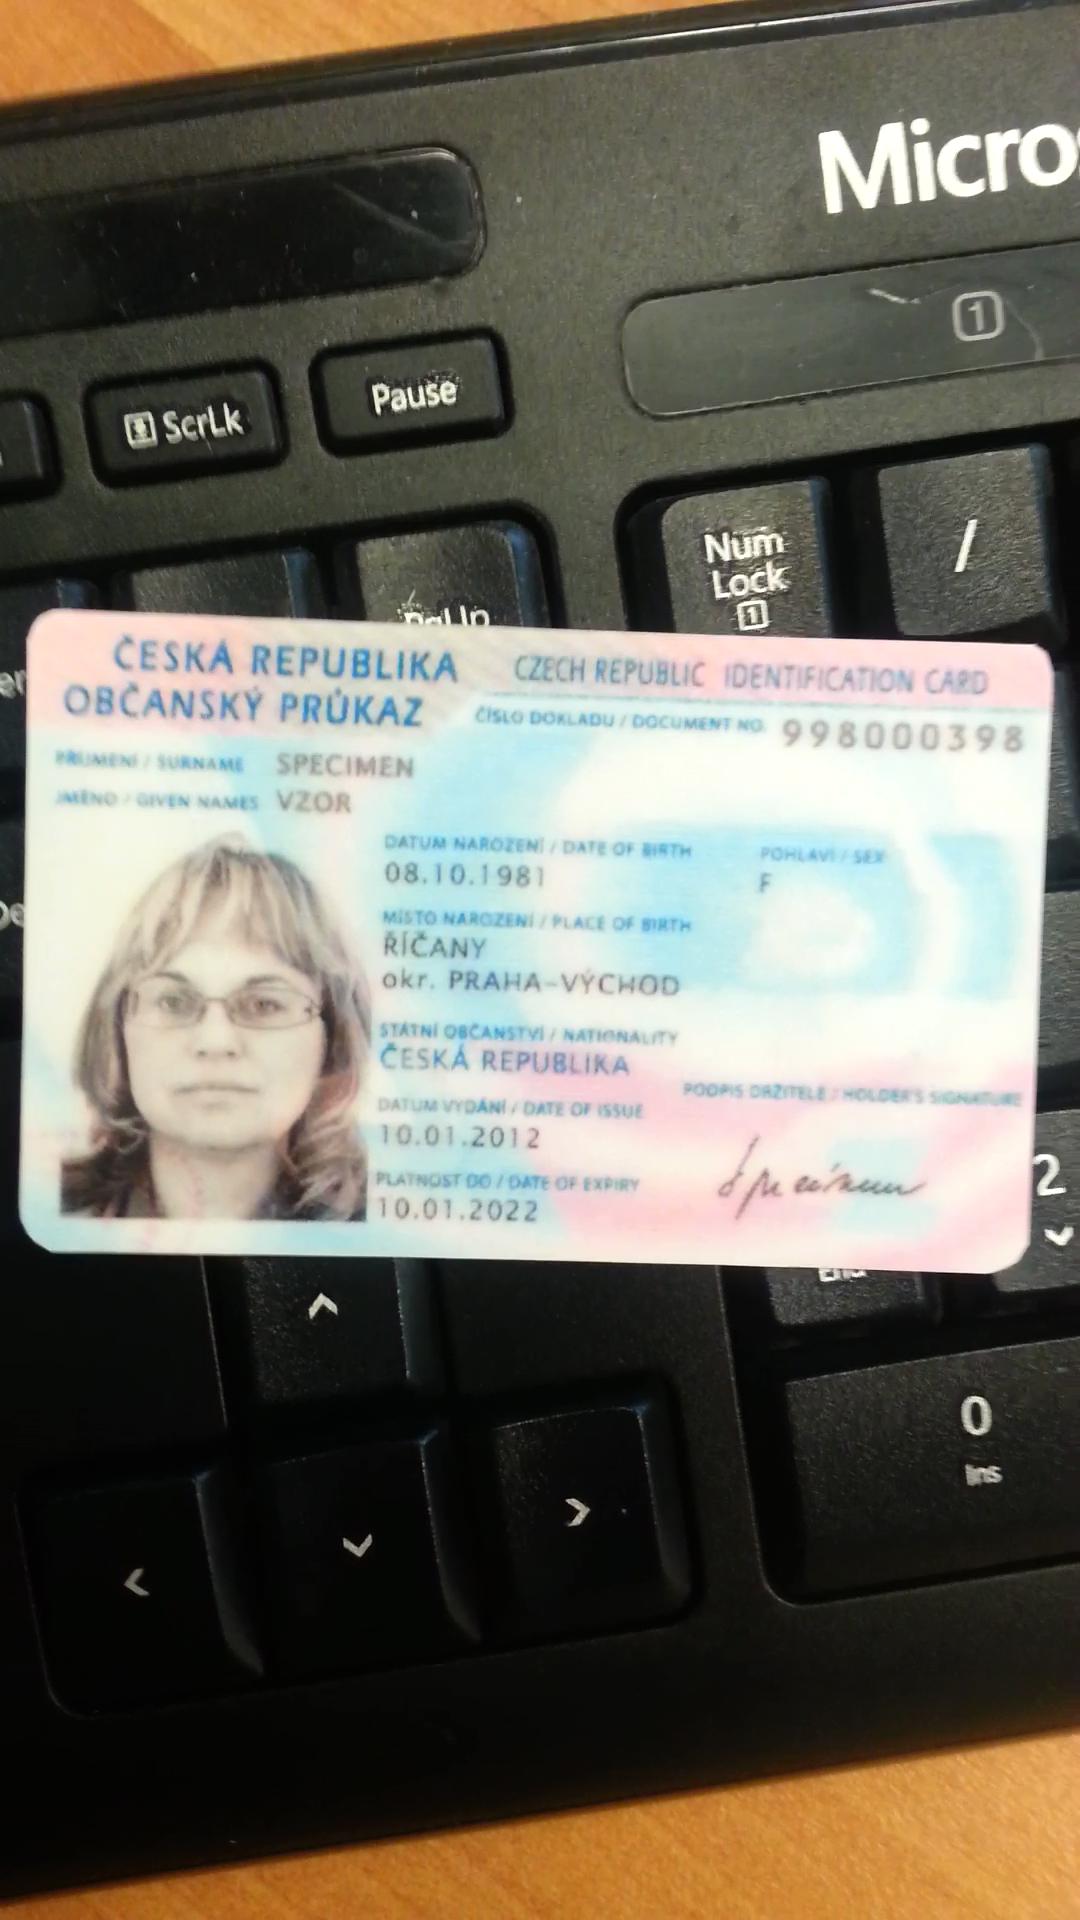 Micros
1
ScrLk
Pause
Num
Lock
1
/
PgUp
ČESKÁ REPUBLIKA
OBČANSKÝ PRŮKAZ
CZECH REPUBLIC IDENTIFICATION CARD
ČÍSLO DOKLADU / DOCUMENT NO. 998000398
PŘÍJMENÍ / SURNAME SPECIMEN
JMÉNO / GIVEN NAMES VZOR
DATUM NAROZENÍ / DATE OF BIRTH
08.10.1981
POHLAVÍ / SEX
F
MÍSTO NAROZENÍ / PLACE OF BIRTH
ŘÍČANY
okr. PRAHA-VÝCHOD
STÁTNÍ OBČANSTVÍ / NATIONALITY
ČESKÁ REPUBLIKA
PODPIS DRŽITELE / HOLDER'S SIGNATURE
DATUM VYDÁNÍ / DATE OF ISSUE
10.01.2012
Specimen
PLATNOST DO / DATE OF EXPIRY
10.01.2022
2
End
0
Ins